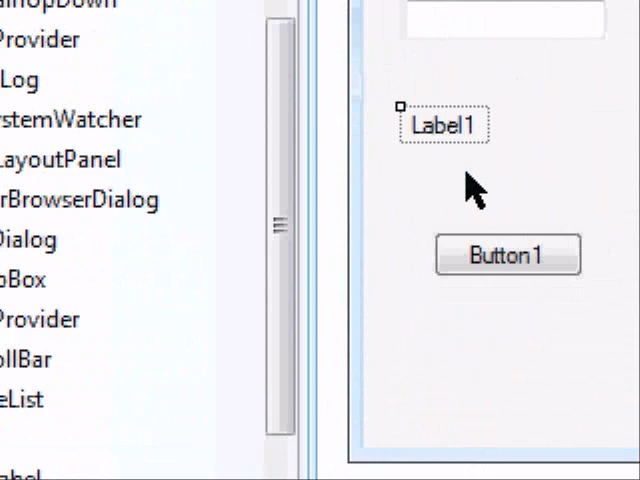 Provider
Log
stemWatcher
LayoutPanel
rBrowserDialog
Dialog
oBox
Provider
ollBar
eList
Label1
Button1